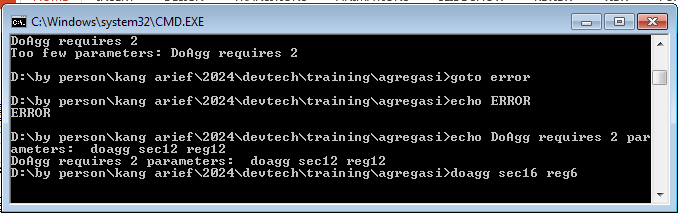 C:\Windows\system32\CMD.EXE
DoAgg requires 2
Too few parameters: DoAgg requires 2
D:\by person\kang arief\2024\devtech\training\agregasi>goto error
D:\by person\kang arief\2024\devtech\training\agregasi>echo ERROR
ERROR
D:\by person\kang arief\2024\devtech\training\agregasi>echo DoAgg requires 2 par
ameters:  doagg sec12 reg12
DoAgg requires 2 parameters:  doagg sec12 reg12
D:\by person\kang arief\2024\devtech\training\agregasi>doagg sec16 reg6